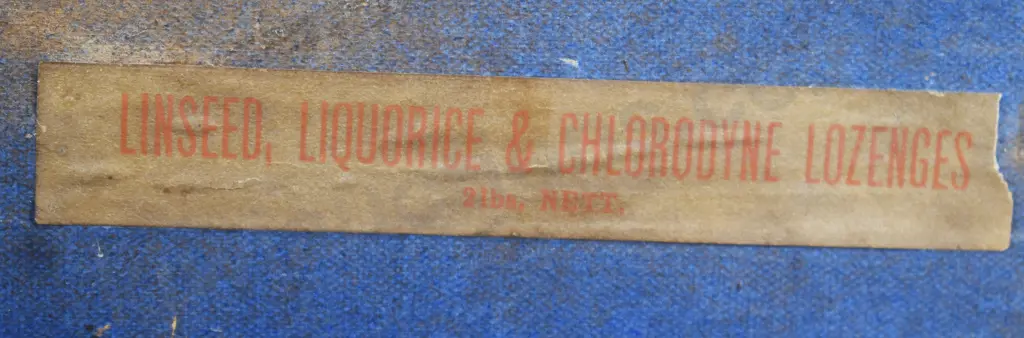 LINSEED, LIQUORICE & CHLORODYNE LOZENGES
2lbs, NETT,